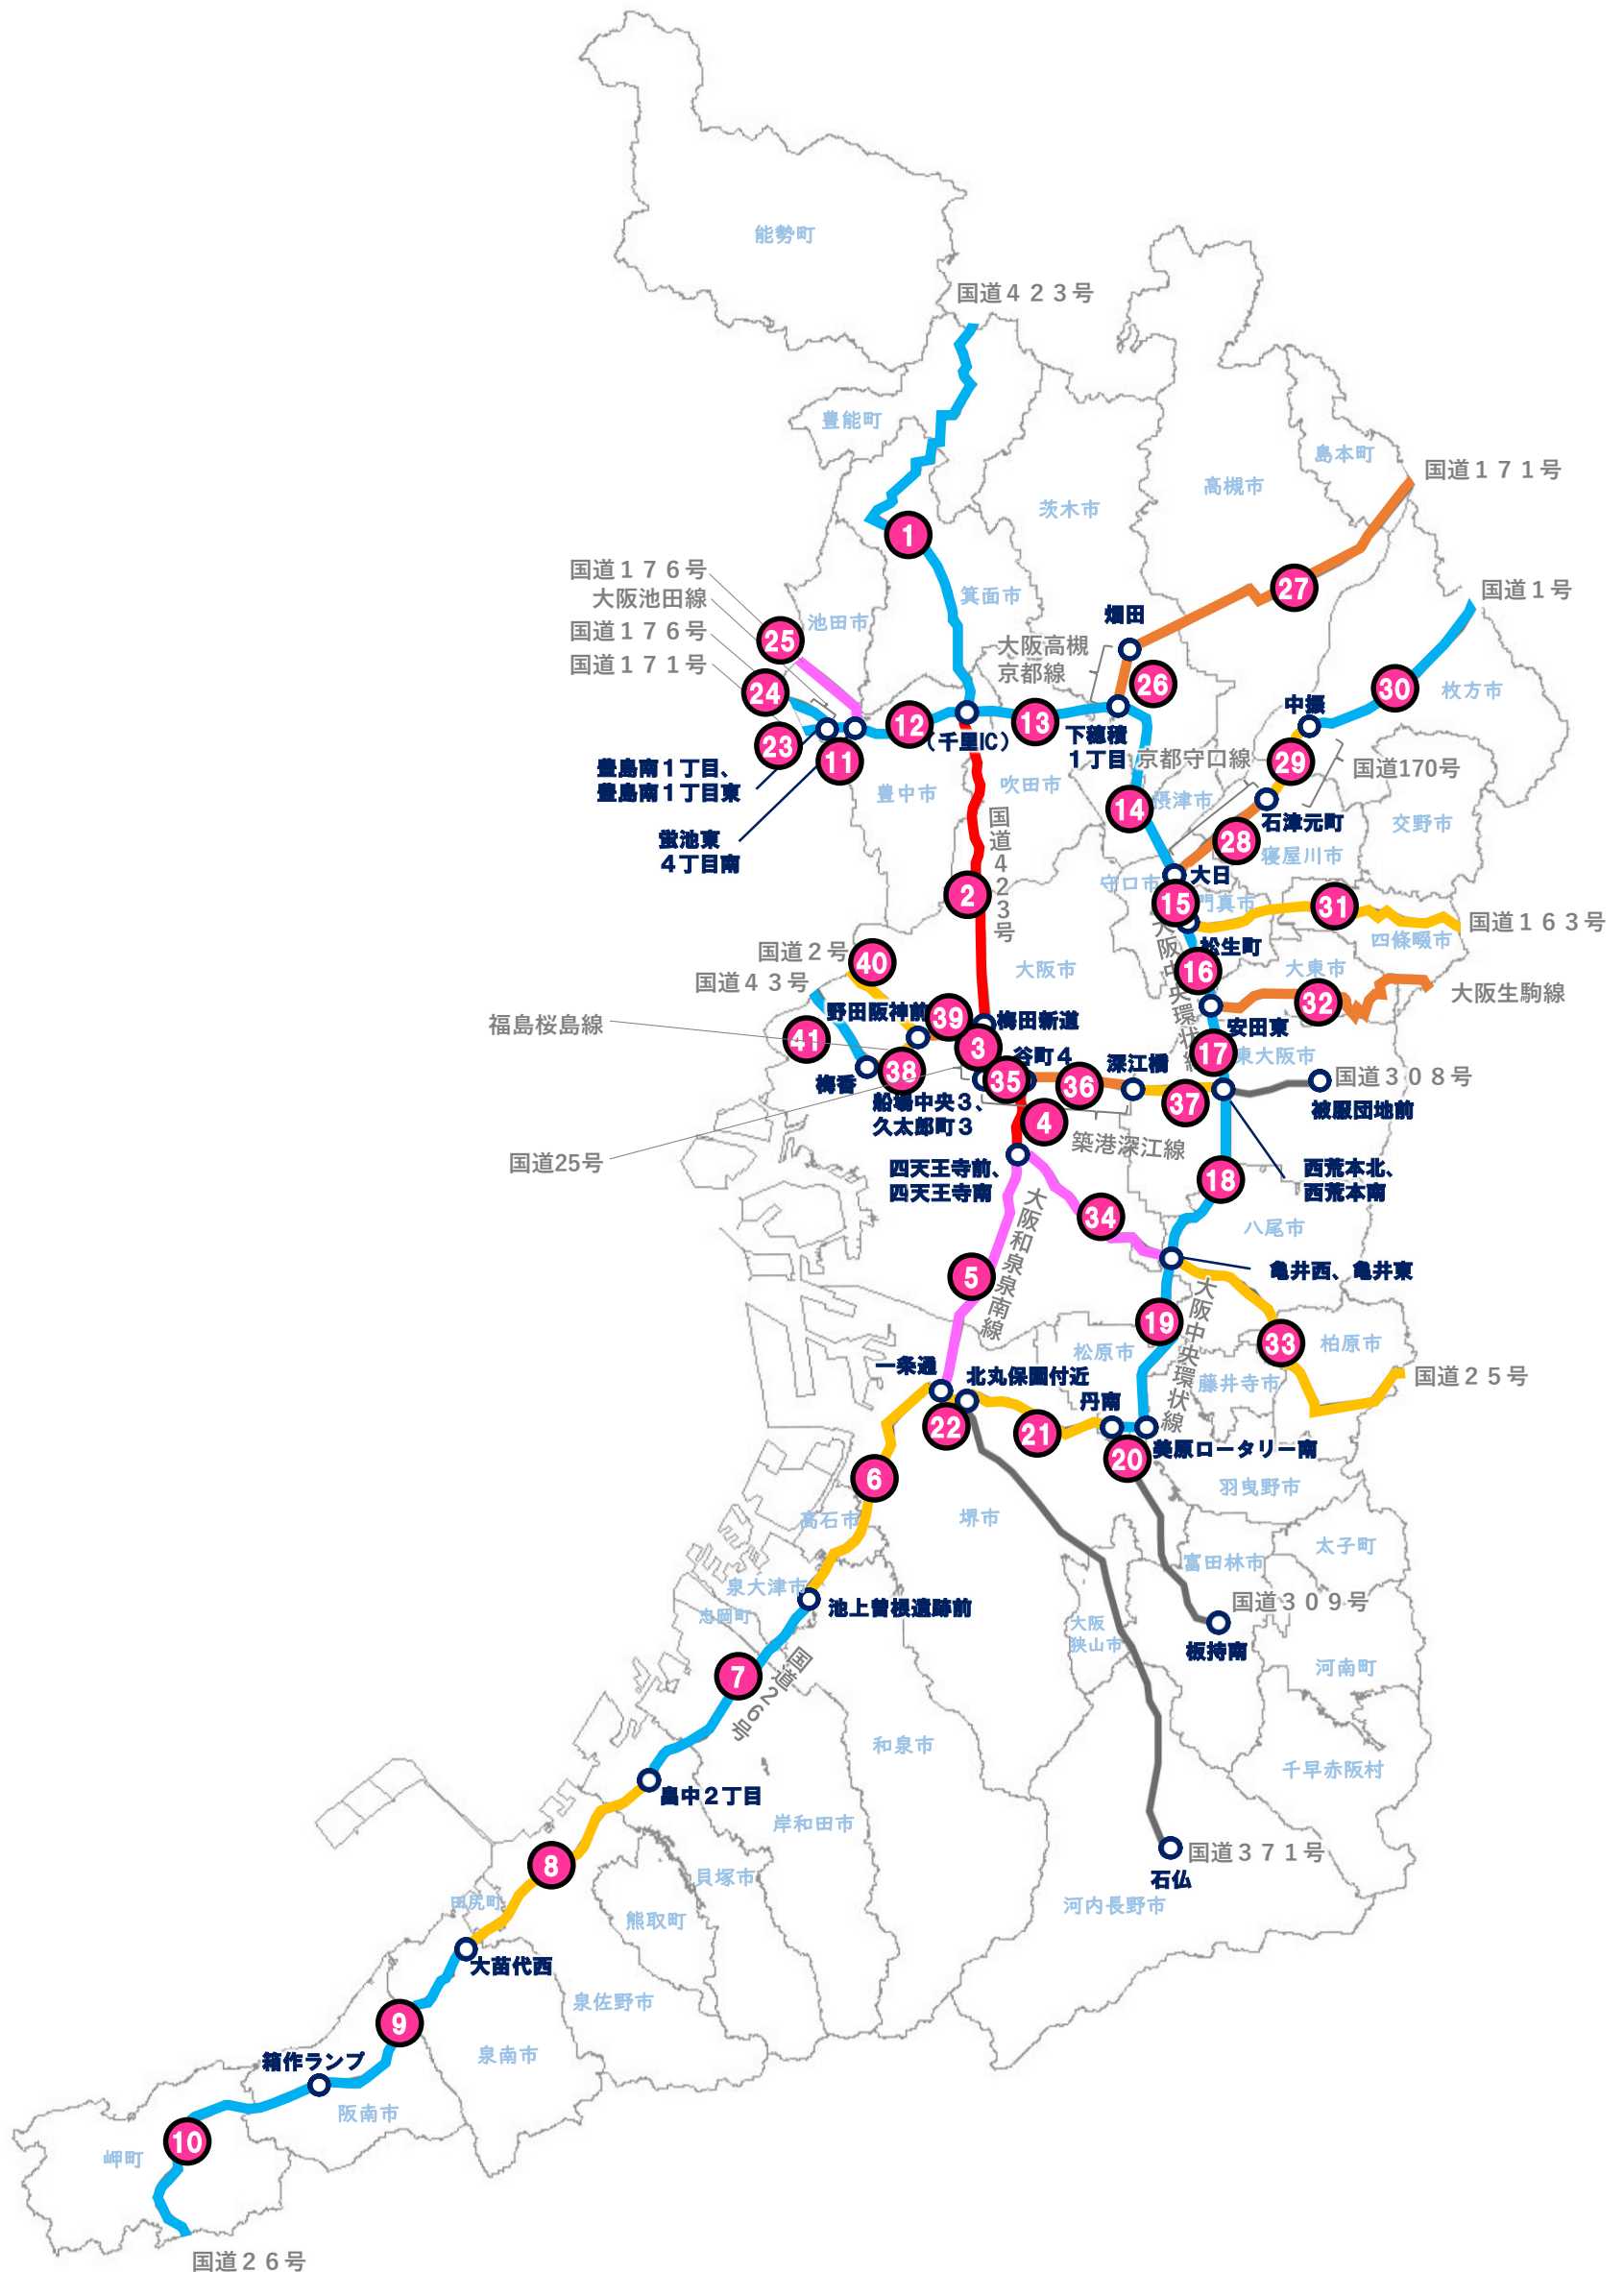 能勢町
国道４２３号
豊能町
島本町
国道１７１号
高槻市
茨木市
1
国道１７６号
大阪池田線
国道１７６号
国道１７１号
池田市
箕面市
27
国道１号
25
24
23
11
12
畑田
大阪高槻
京都線
26
13
30
枚方市
中振
（千里IC）
下穂積
１丁目
京都守口線
29
国道170号
豊島南１丁目、
豊島南１丁目東
豊中市
吹田市
14
摂津市
石津元町
交野市
蛍池東
４丁目南
国道４２３号
28
寝屋川市
大日
守口市
2
15
門真市
31
国道１６３号
松生町
四條畷市
国道２号
40
国道４３号
大阪市
16
大東市
大阪中央環状線
32
大阪生駒線
福島桜島線
野田阪神前
39
梅田新道
安田東
41
3
谷町４
深江橋
17
東大阪市
梅香
38
35
36
37
国道３０８号
被服団地前
船場中央３、
久太郎町３
4
築港深江線
国道25号
四天王寺前、
四天王寺南
18
西荒本北、
西荒本南
大阪和泉泉南線
34
八尾市
5
亀井西、亀井東
大阪中央環状線
19
松原市
33
柏原市
一条通
北丸保園付近
藤井寺市
国道２５号
丹南
22
21
20
美原ロータリー南
6
羽曳野市
高石市
堺市
太子町
富田林市
泉大津市
忠岡町
池上曽根遺跡前
国道３０９号
大阪
狭山市
板持南
7
国道２６号
河南町
和泉市
千早赤阪村
畠中２丁目
岸和田市
8
貝塚市
国道３７１号
石仏
田尻町
熊取町
河内長野市
大苗代西
泉佐野市
9
泉南市
箱作ランプ
阪南市
10
岬町
国道２６号